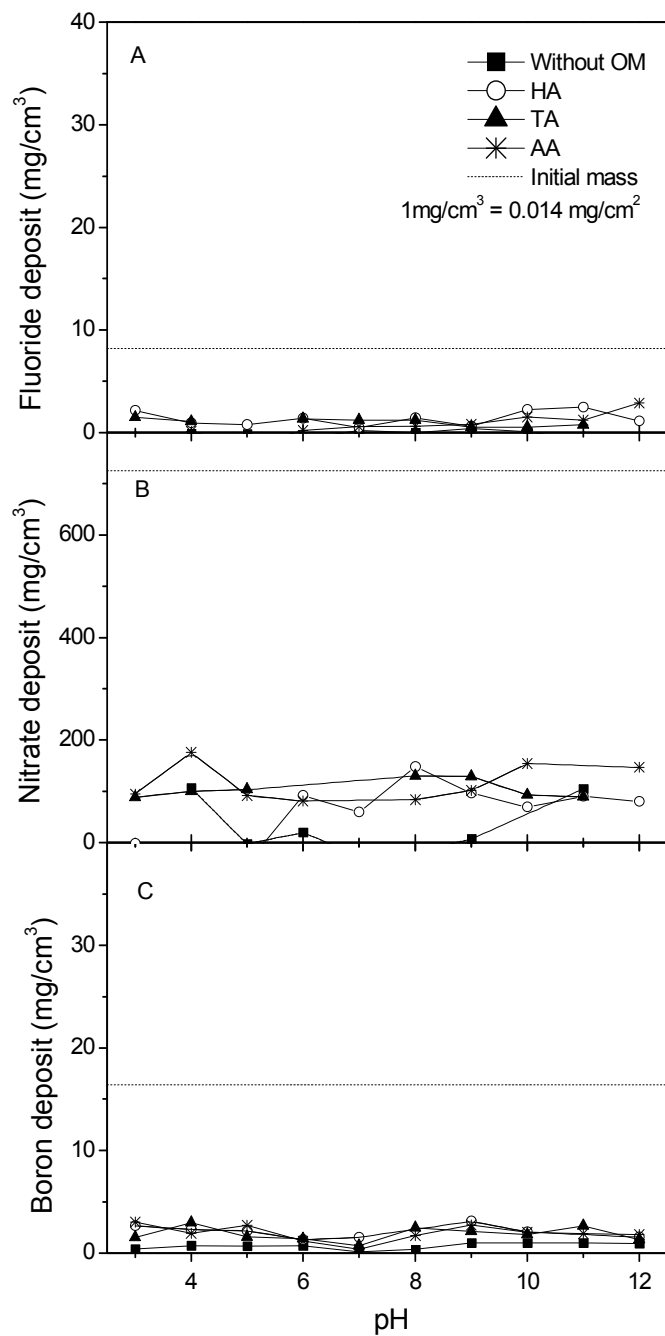 40
A
Without OM
HA
TA
AA
Initial mass
1mg/cm³ = 0.014 mg/cm²
30
20
10
0
Fluoride deposit (mg/cm³)
B
600
400
200
0
Nitrate deposit (mg/cm³)
C
30
20
10
0
Boron deposit (mg/cm³)
4 6 8 10 12
pH